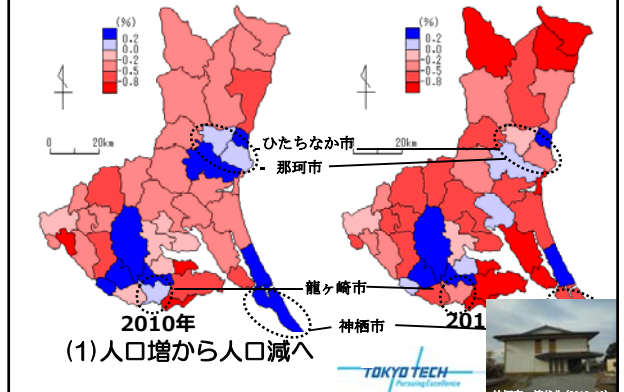 (%)
0.2
0.0
-0.2
-0.5
-0.8
(%)
0.2
0.0
-0.2
-0.5
-0.8
0 20km
20km
ひたちなか市
那珂市
龍ヶ崎市
神栖市
2010年
201
(1)人口増から人口減へ
TOKYO TECH
Pursuing Excellence